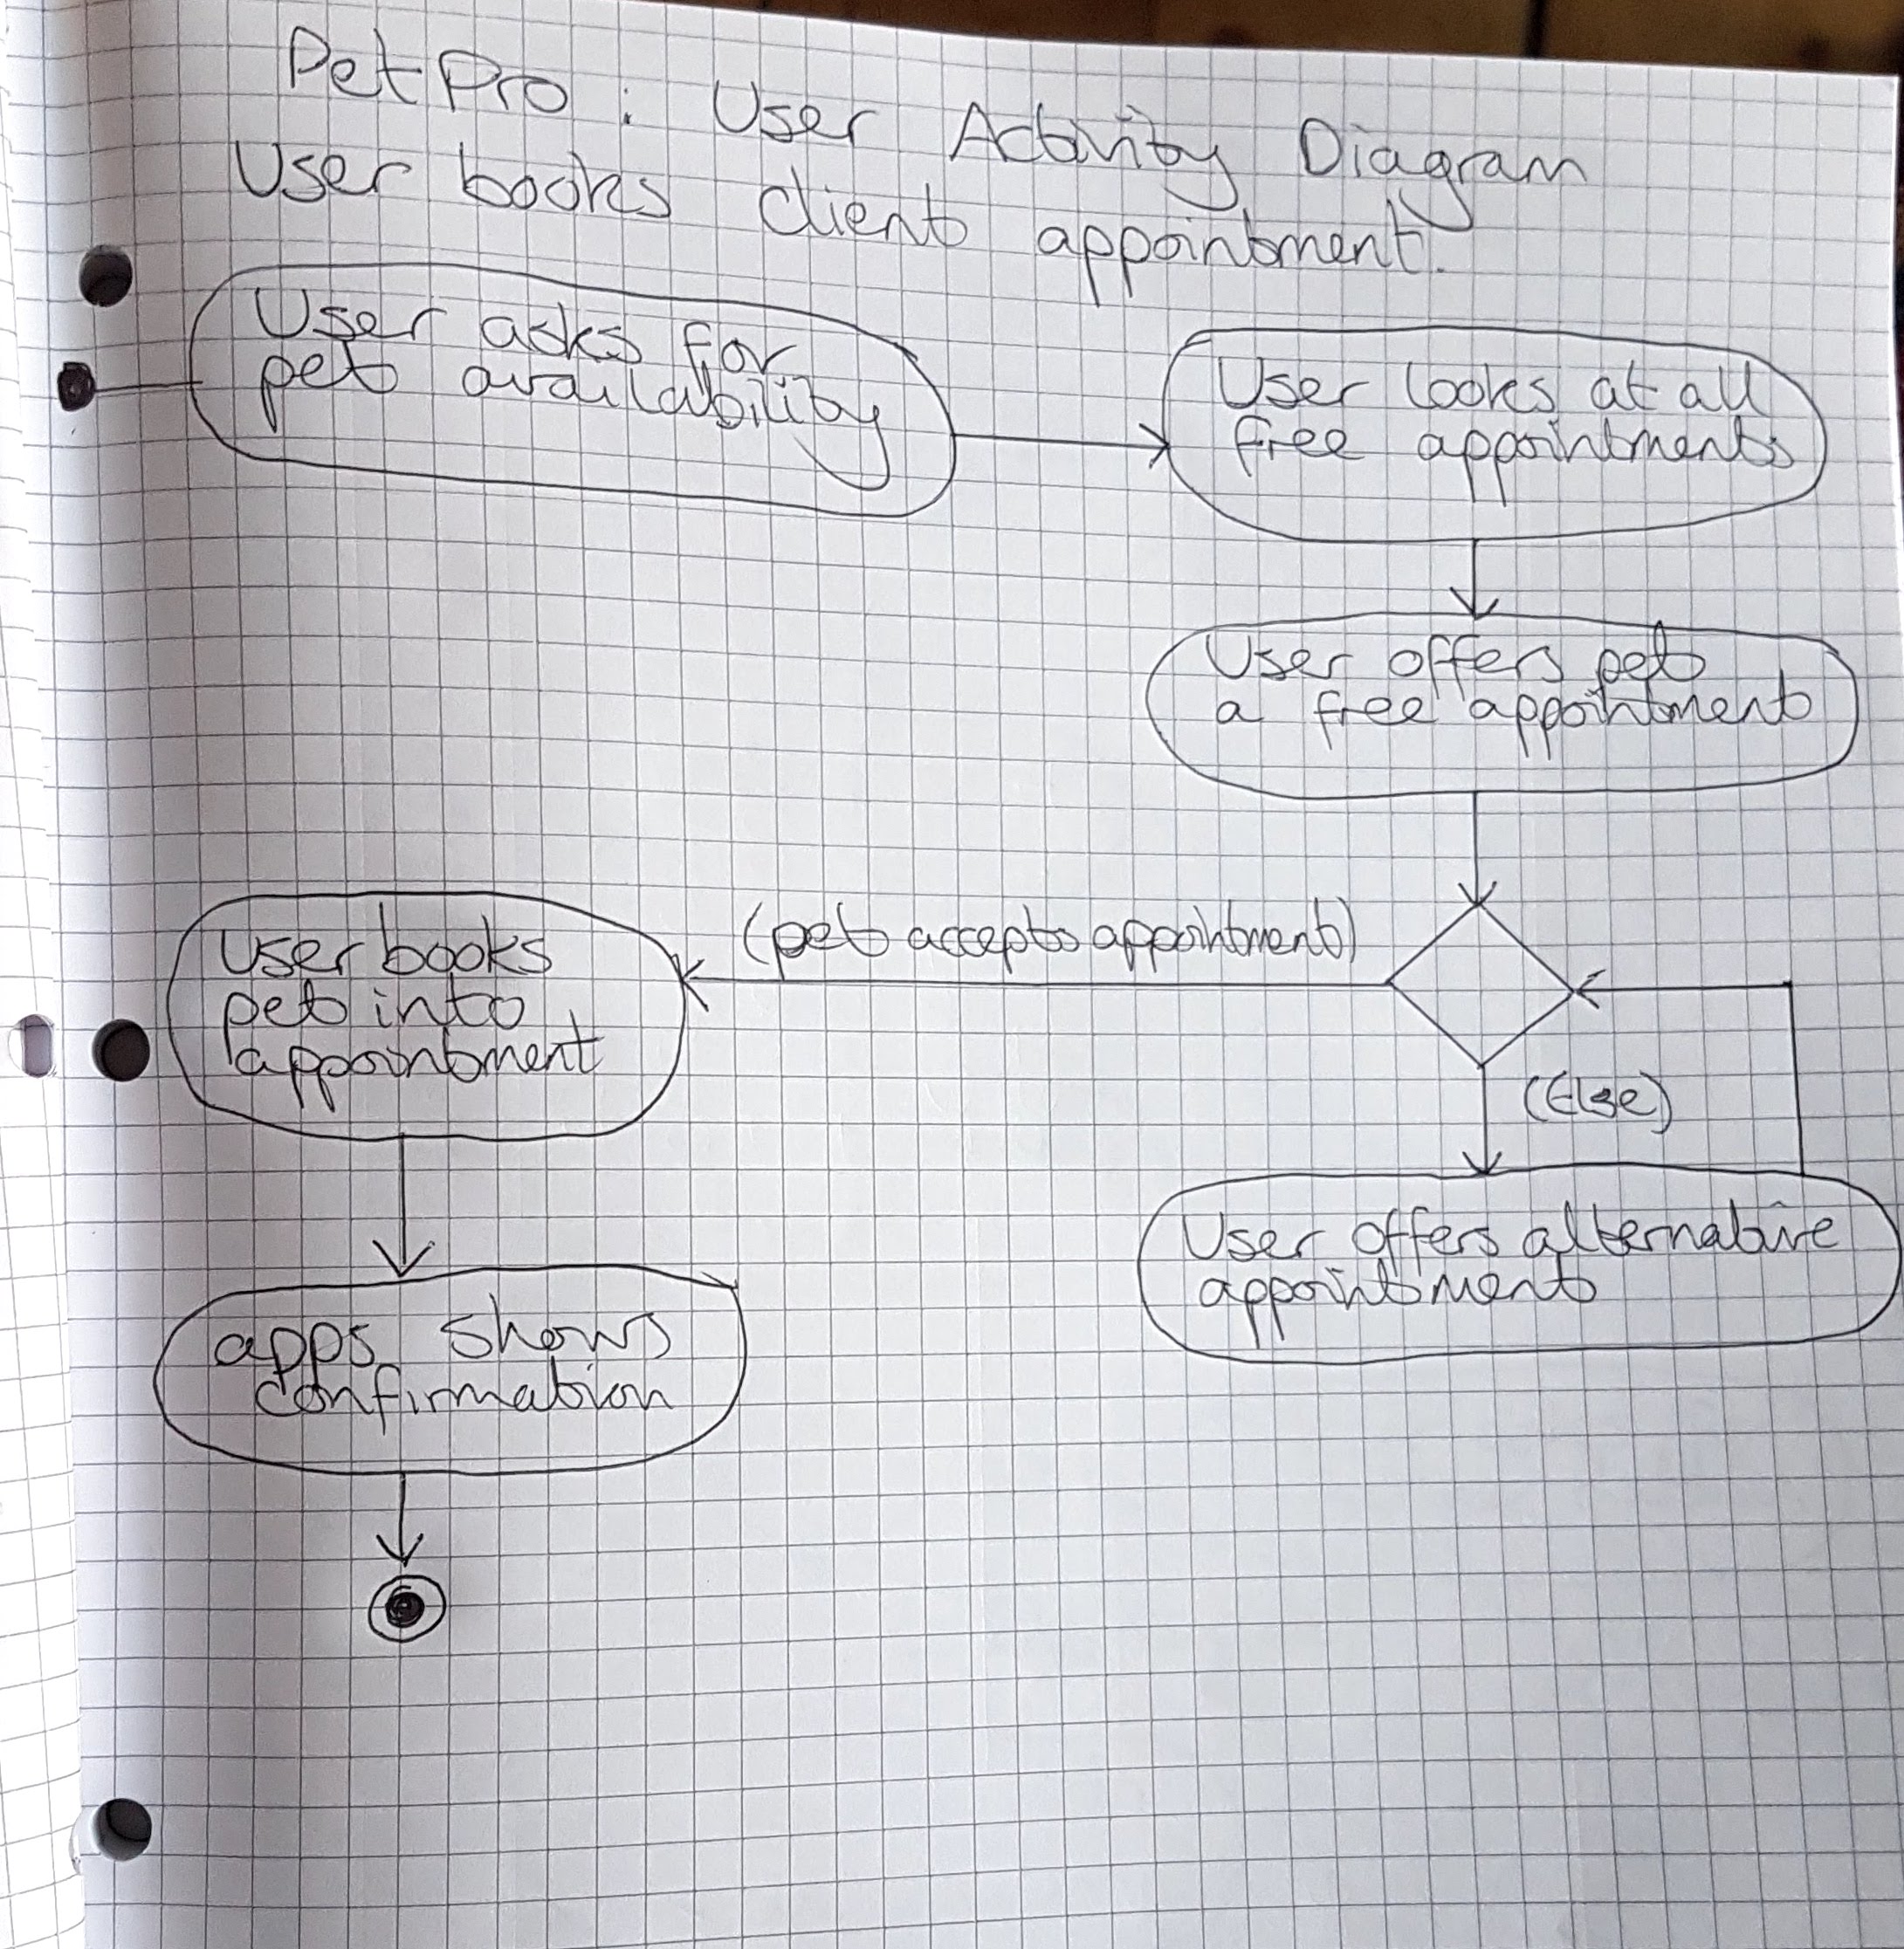 PetPro : User Activity Diagram
User books client appointment.
User asks for
pet availability
User looks at all
free appointments
User offers pet
a free appointment
(pet accepts appointment)
User books
pet into
appointment
(Else)
User offers alternative
appointment
apps shows
confirmation